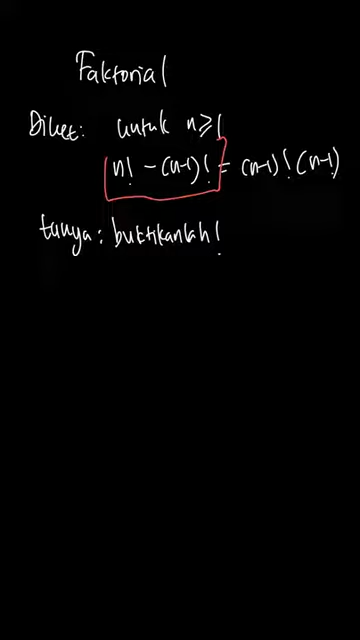 Faktorial
Diket: untuk n ≥ 1
n! - (n-1)! = (n-1)! (n-1)
tanya: buktikanlah!